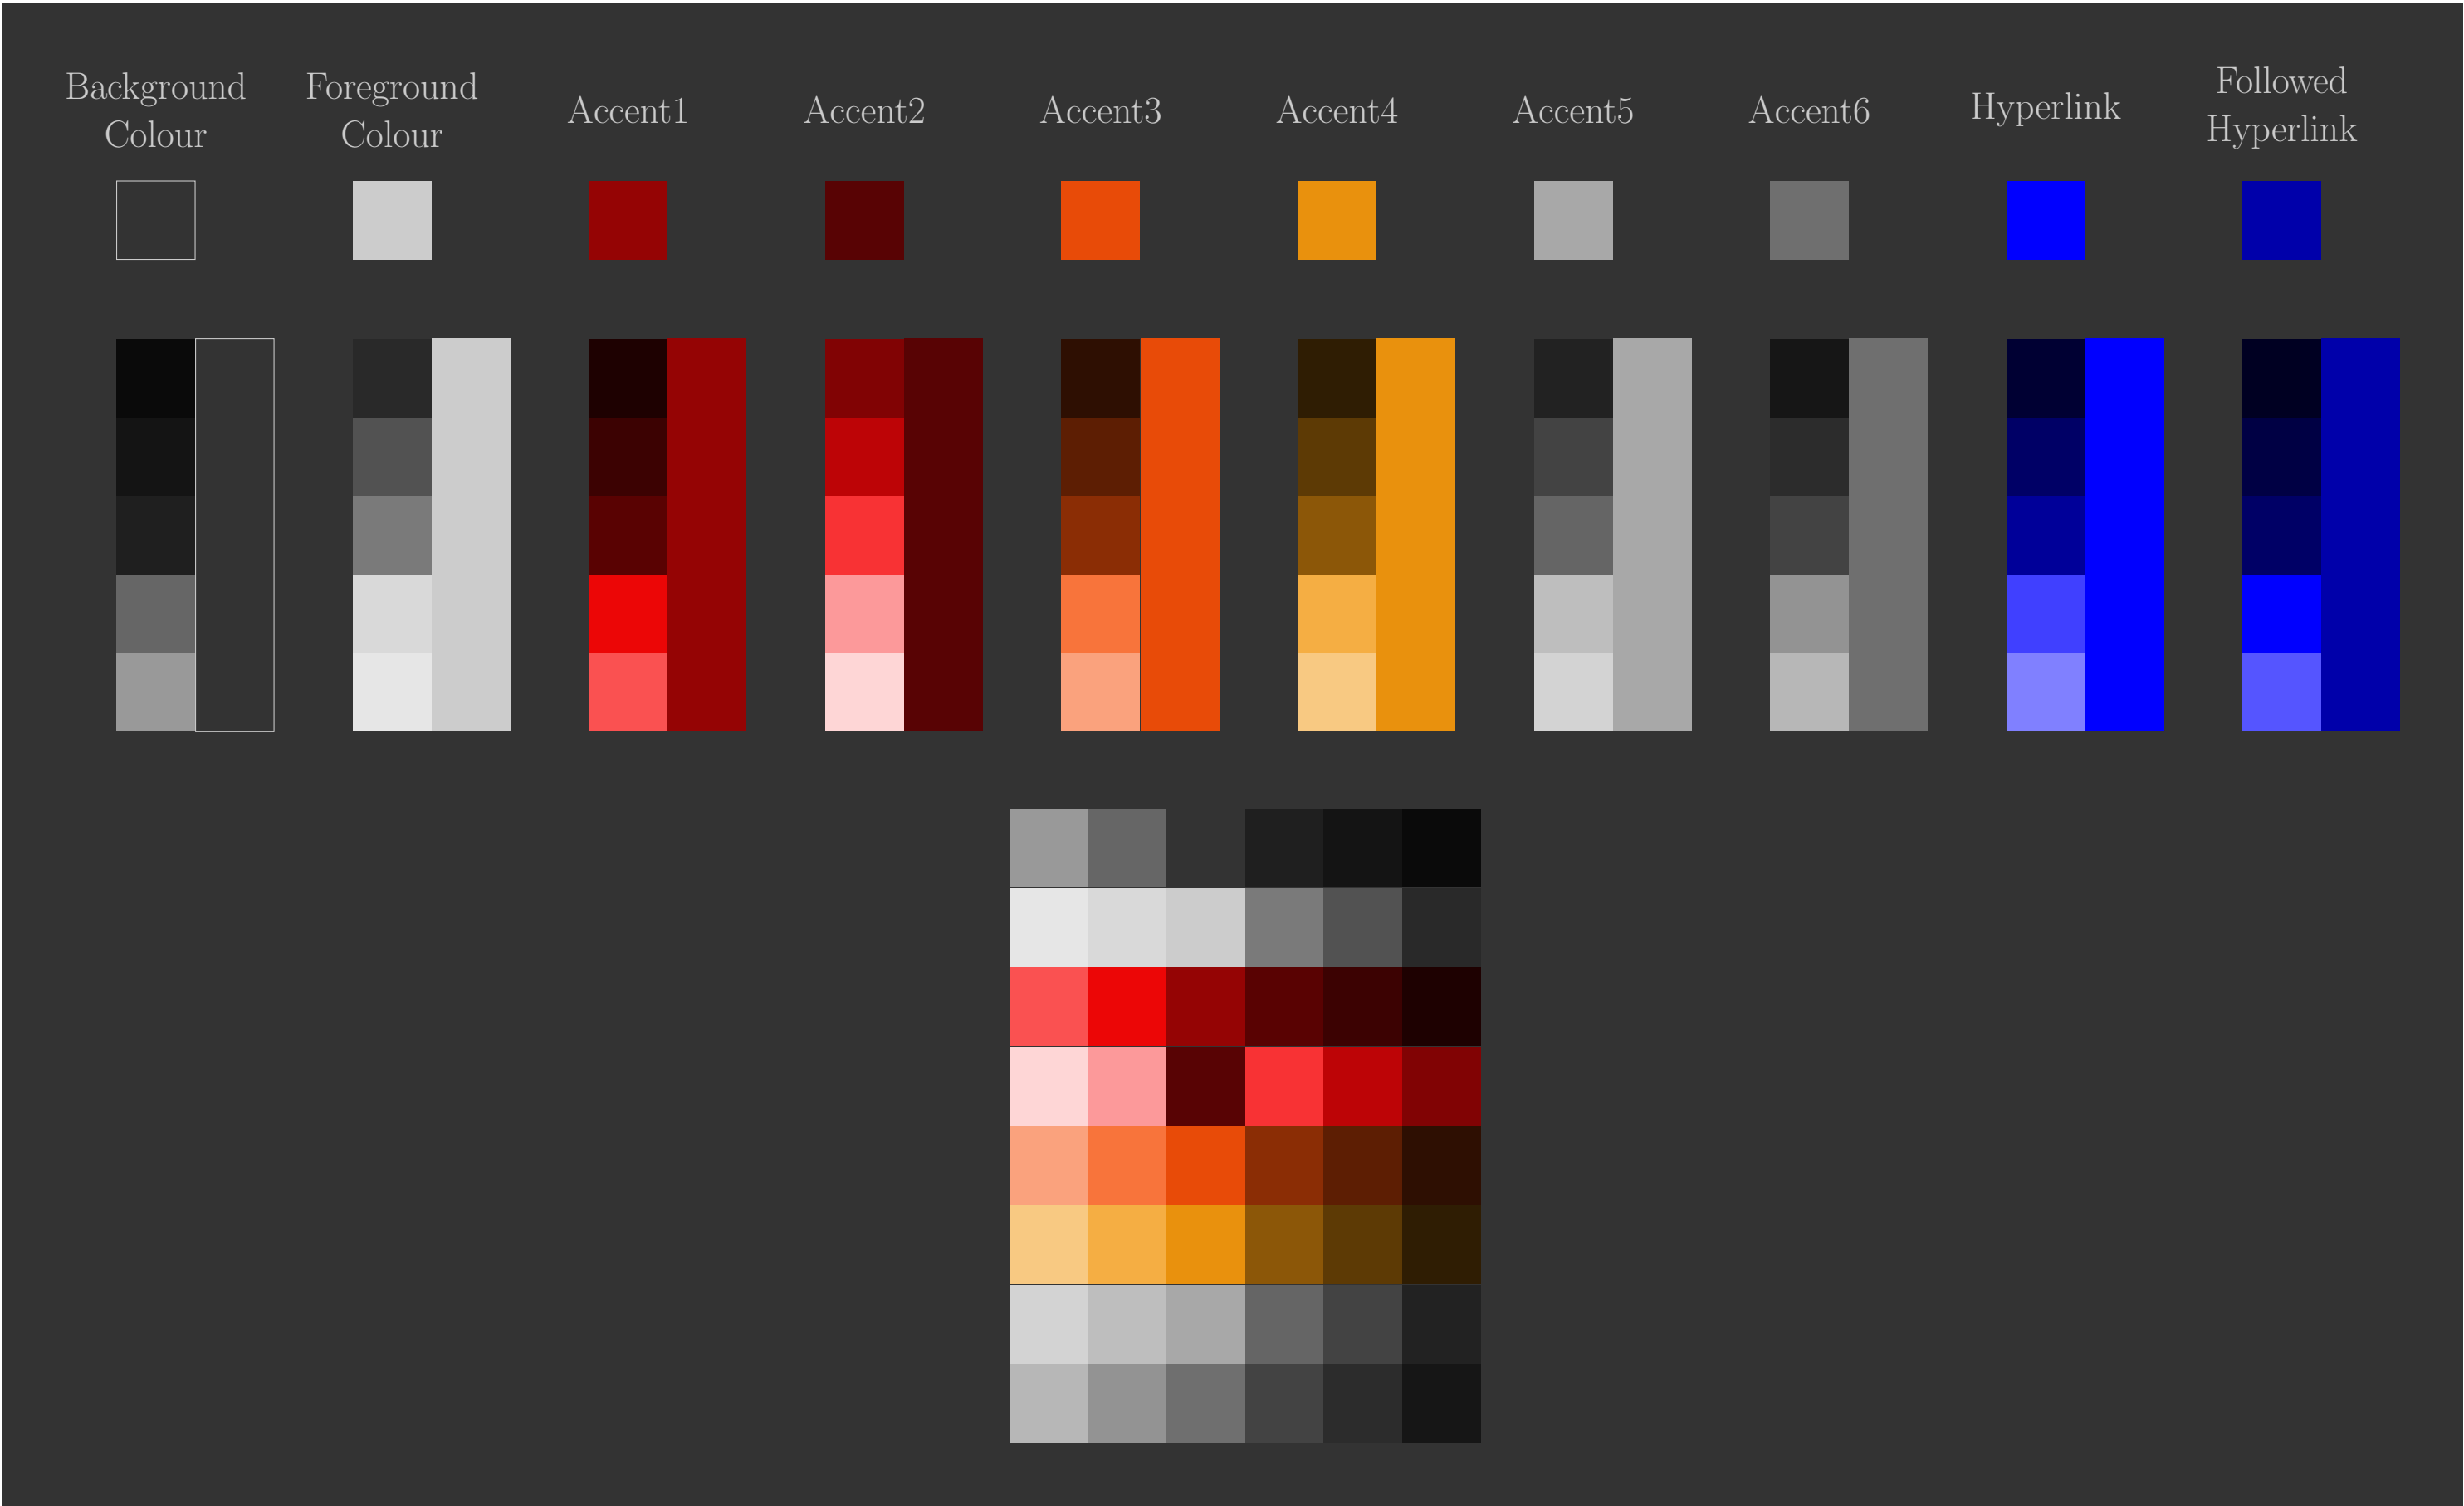 Background
Colour
Foreground
Colour
Accent1
Accent2
Accent3
Accent4
Accent5
Accent6
Hyperlink
Followed
Hyperlink